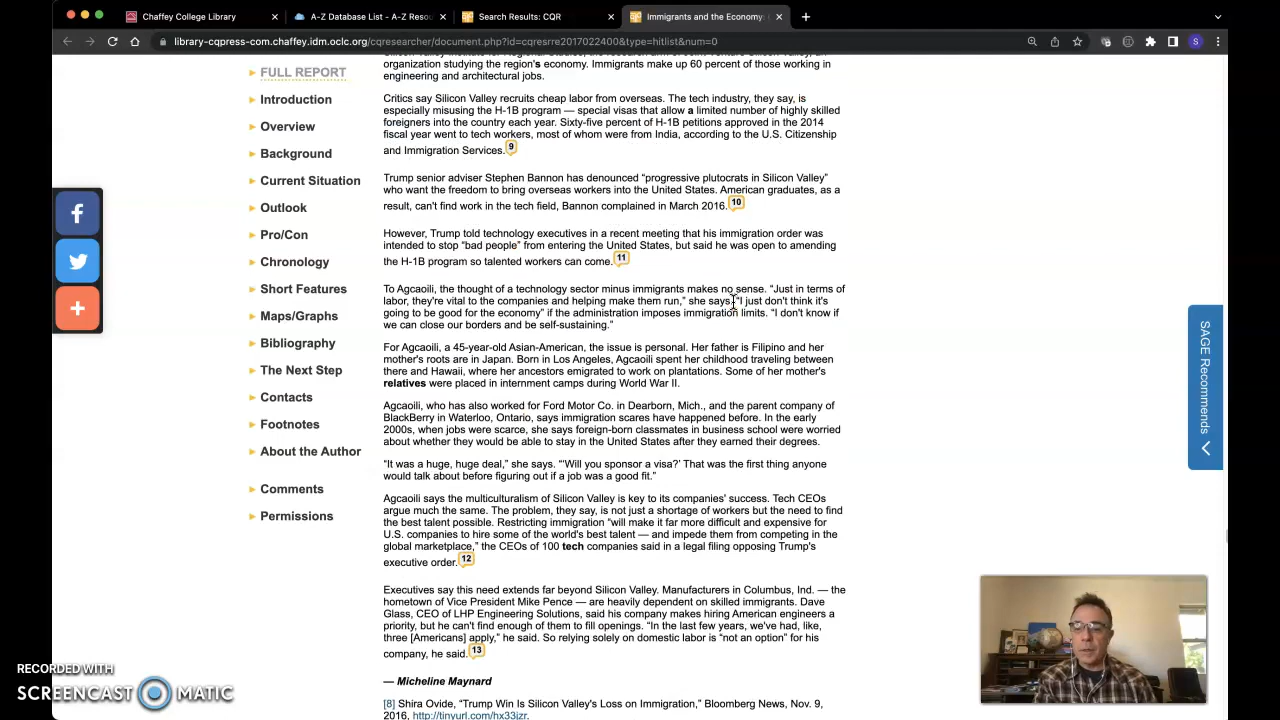 Chaffey College Library
A-Z Database List - A-Z Resou
Search Results: CQR
Immigrants and the Economy:
library-cqpress-com.chaffey.idm.oclc.org/cqresearcher/document.php?id=cqresrre2017022400&type=hitlist&num=0
S
FULL REPORT
Introduction
Overview
Background
Current Situation
Outlook
Pro/Con
Chronology
Short Features
Maps/Graphs
Bibliography
The Next Step
Contacts
Footnotes
About the Author
Comments
Permissions
organization studying the region's economy. Immigrants make up 60 percent of those working in
engineering and architectural jobs.
Critics say Silicon Valley recruits cheap labor from overseas. The tech industry, they say, is
especially misusing the H-1B program — special visas that allow a limited number of highly skilled
foreigners into the country each year. Sixty-five percent of H-1B petitions approved in the 2014
fiscal year went to tech workers, most of whom were from India, according to the U.S. Citizenship
and Immigration Services. 9
Trump senior adviser Stephen Bannon has denounced “progressive plutocrats in Silicon Valley”
who want the freedom to bring overseas workers into the United States. American graduates, as a
result, can't find work in the tech field, Bannon complained in March 2016. 10
However, Trump told technology executives in a recent meeting that his immigration order was
intended to stop “bad people” from entering the United States, but said he was open to amending
the H-1B program so talented workers can come. 11
To Agcaoili, the thought of a technology sector minus immigrants makes no sense. “Just in terms of
labor, they're vital to the companies and helping make them run,” she says. “I just don't think it's
going to be good for the economy” if the administration imposes immigration limits. “I don't know if
we can close our borders and be self-sustaining.”
For Agcaoili, a 45-year-old Asian-American, the issue is personal. Her father is Filipino and her
mother's roots are in Japan. Born in Los Angeles, Agcaoili spent her childhood traveling between
there and Hawaii, where her ancestors emigrated to work on plantations. Some of her mother's
relatives were placed in internment camps during World War II.
Agcaoili, who has also worked for Ford Motor Co. in Dearborn, Mich., and the parent company of
BlackBerry in Waterloo, Ontario, says immigration scares have happened before. In the early
2000s, when jobs were scarce, she says foreign-born classmates in business school were worried
about whether they would be able to stay in the United States after they earned their degrees.
“It was a huge, huge deal,” she says. “‘Will you sponsor a visa?’ That was the first thing anyone
would talk about before figuring out if a job was a good fit.”
Agcaoili says the multiculturalism of Silicon Valley is key to its companies' success. Tech CEOs
argue much the same. The problem, they say, is not just a shortage of workers but the need to find
the best talent possible. Restricting immigration “will make it far more difficult and expensive for
U.S. companies to hire some of the world's best talent — and impede them from competing in the
global marketplace,” the CEOs of 100 tech companies said in a legal filing opposing Trump's
executive order. 12
Executives say this need extends far beyond Silicon Valley. Manufacturers in Columbus, Ind. — the
hometown of Vice President Mike Pence — are heavily dependent on skilled immigrants. Dave
Glass, CEO of LHP Engineering Solutions, said his company makes hiring American engineers a
priority, but he can't find enough of them to fill openings. “In the last few years, we've had, like,
three [Americans] apply,” he said. So relying solely on domestic labor is “not an option” for his
company, he said. 13
— Micheline Maynard
[8] Shira Ovide, “Trump Win Is Silicon Valley's Loss on Immigration,” Bloomberg News, Nov. 9,
2016, http://tinyurl.com/hx33jzr.
SAGE Recommends
RECORDED WITH
SCREENCAST MATIC